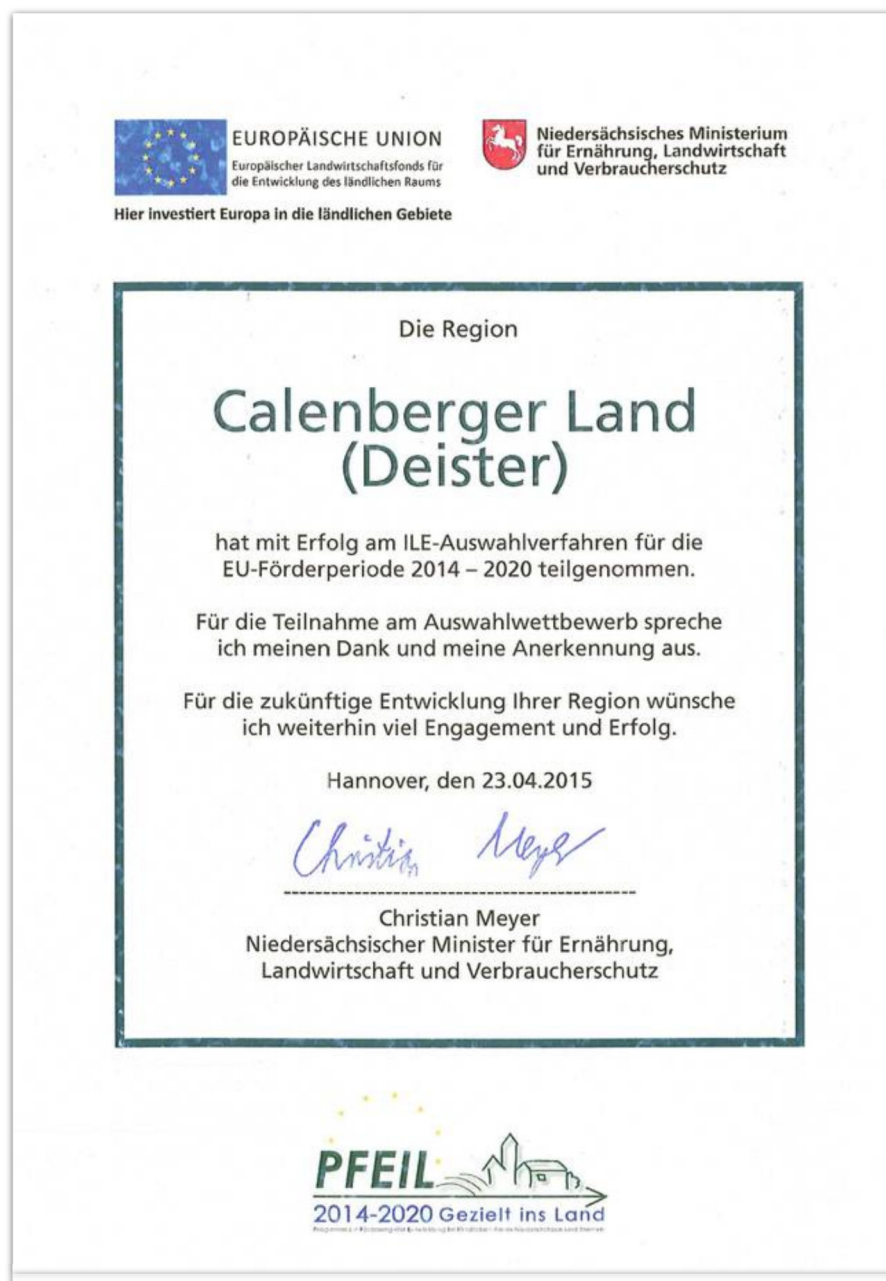 EUROPÄISCHE UNION
Europäischer Landwirtschaftsfonds für
die Entwicklung des ländlichen Raums
Hier investiert Europa in die ländlichen Gebiete
Niedersächsisches Ministerium
für Ernährung, Landwirtschaft
und Verbraucherschutz
Die Region
Calenberger Land
(Deister)
hat mit Erfolg am ILE-Auswahlverfahren für die
EU-Förderperiode 2014 – 2020 teilgenommen.
Für die Teilnahme am Auswahlwettbewerb spreche
ich meinen Dank und meine Anerkennung aus.
Für die zukünftige Entwicklung Ihrer Region wünsche
ich weiterhin viel Engagement und Erfolg.
Hannover, den 23.04.2015
Christian Meyer
Christian Meyer
Niedersächsischer Minister für Ernährung,
Landwirtschaft und Verbraucherschutz
PFEIL
2014-2020 Gezielt ins Land